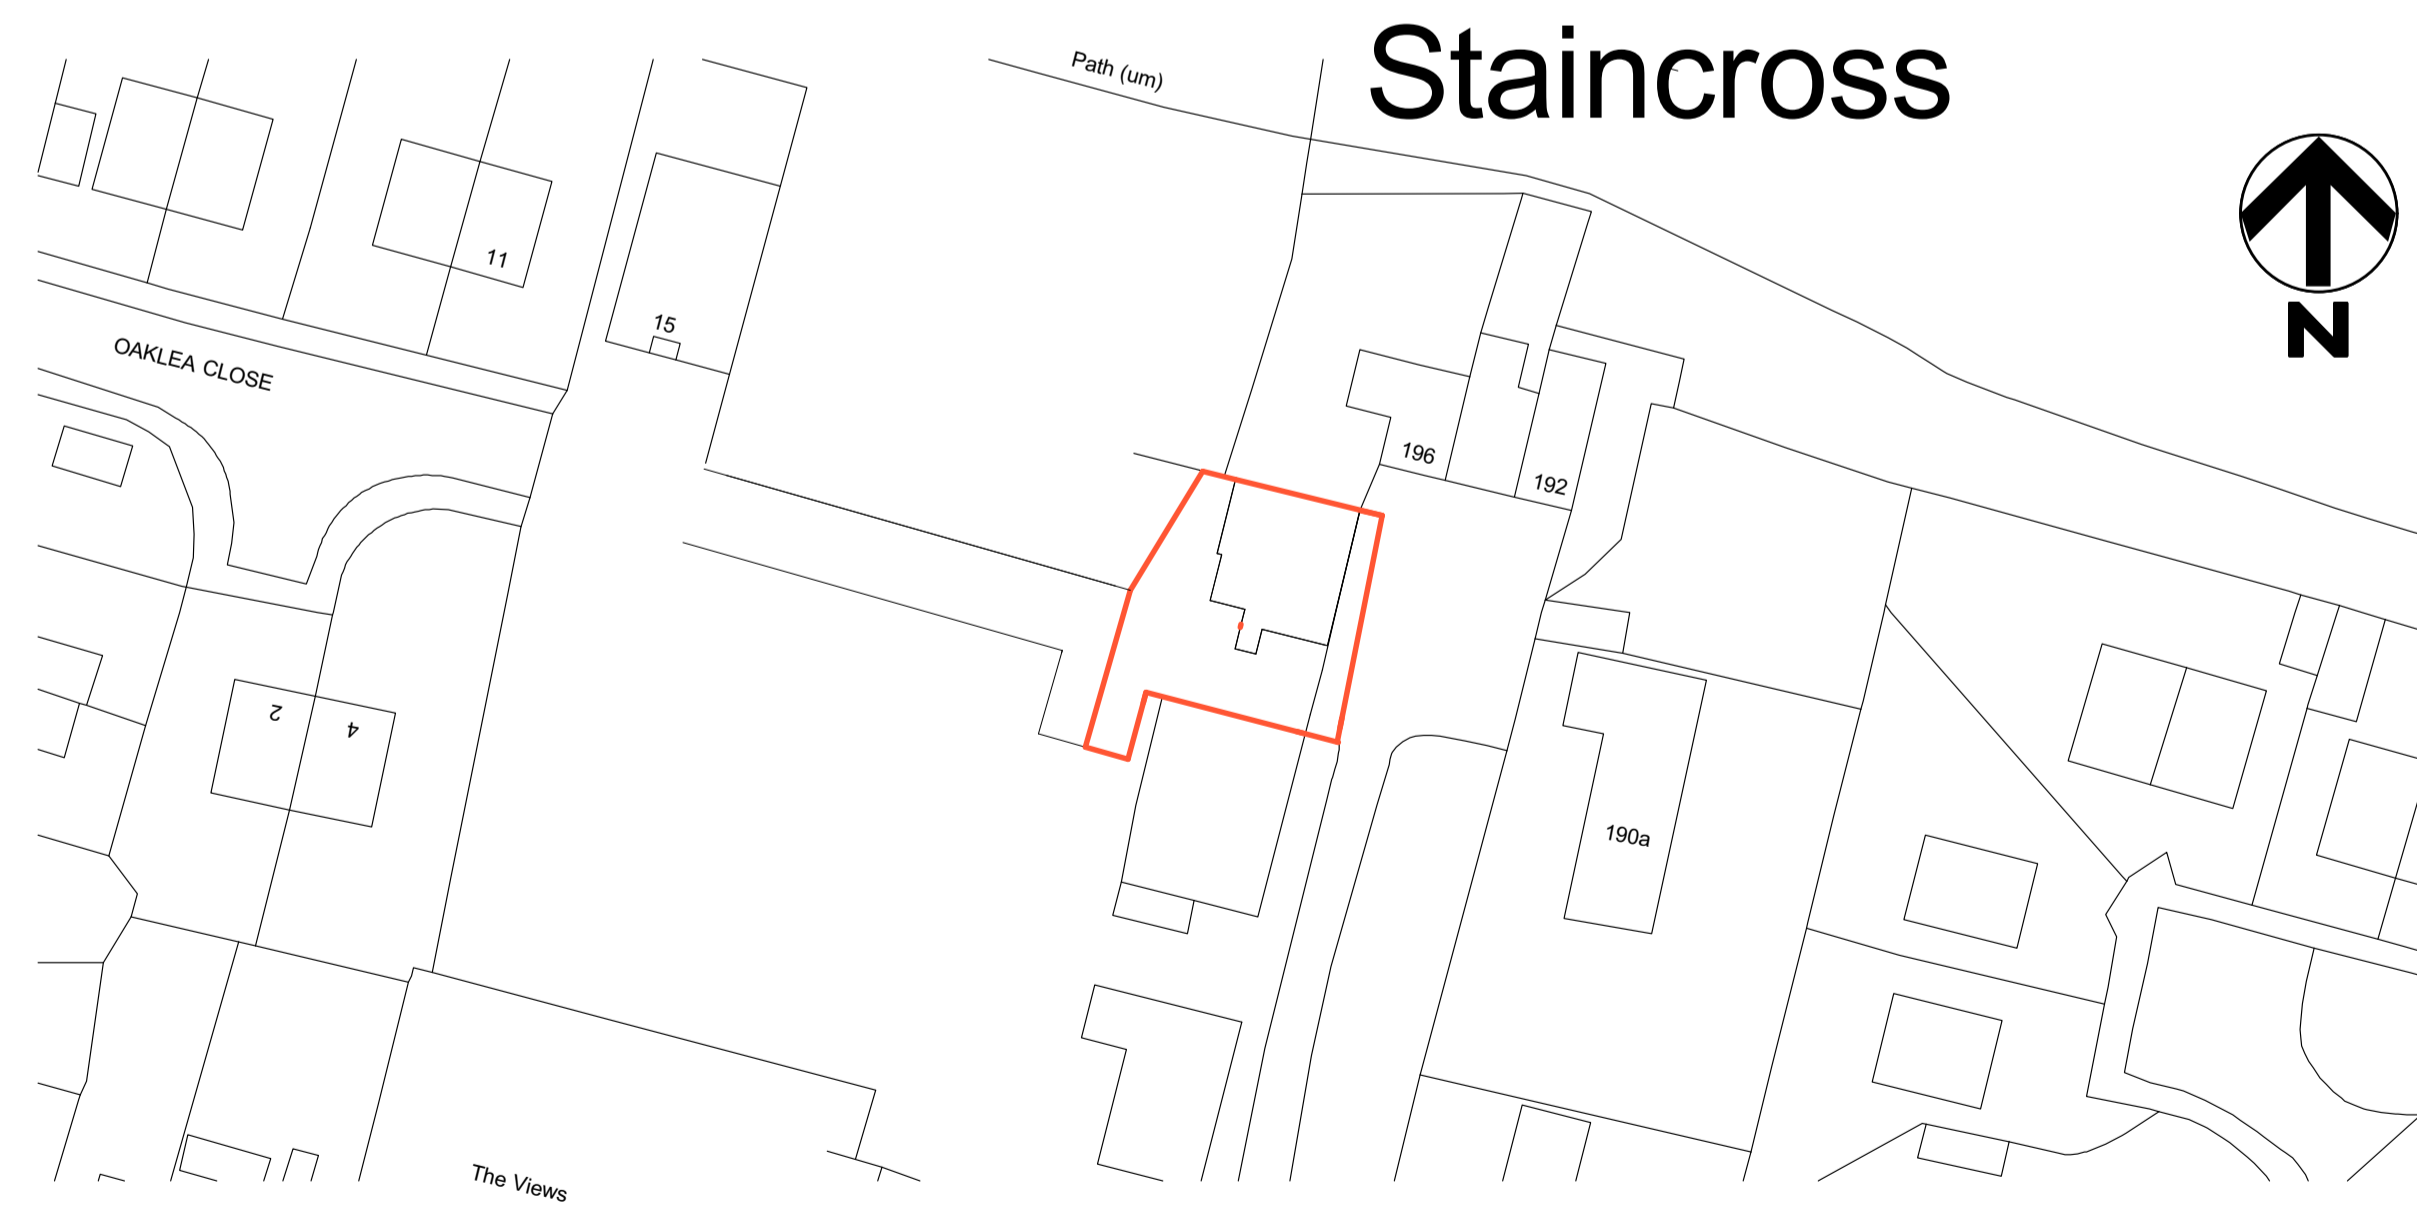 Staincross
Path (um)
N
11
15
OAKLEA CLOSE
196
192
2
4
190a
The Views